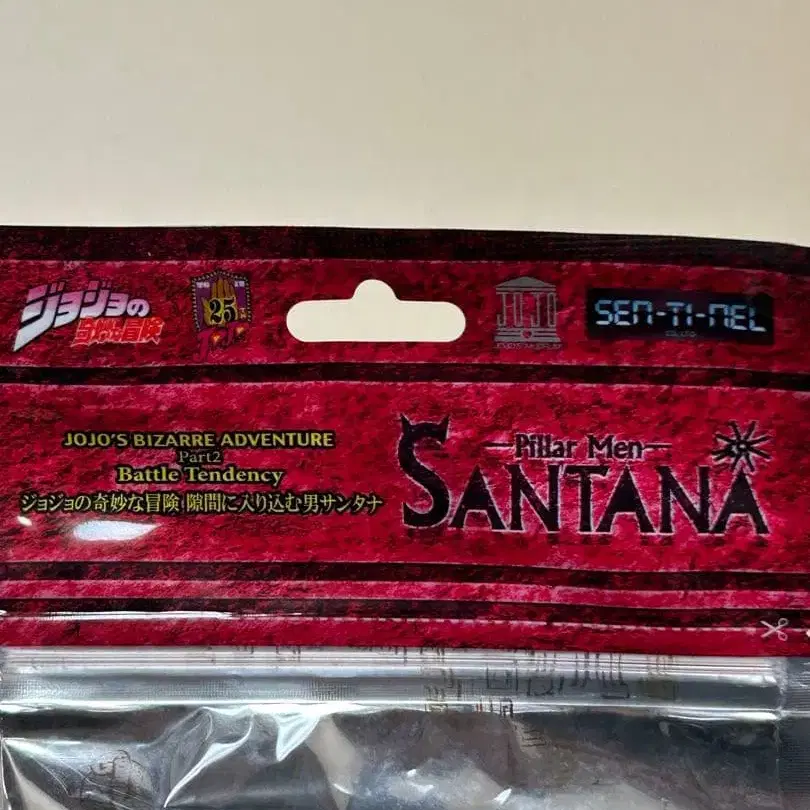 ジョジョの
奇妙な冒険
25
JOJO
SEN-TI-NEL
JOJO'S BIZARRE ADVENTURE
Part2
Battle Tendency
ジョジョの奇妙な冒険 隙間に入り込む男サンタナ
Pillar Men
SANTANA